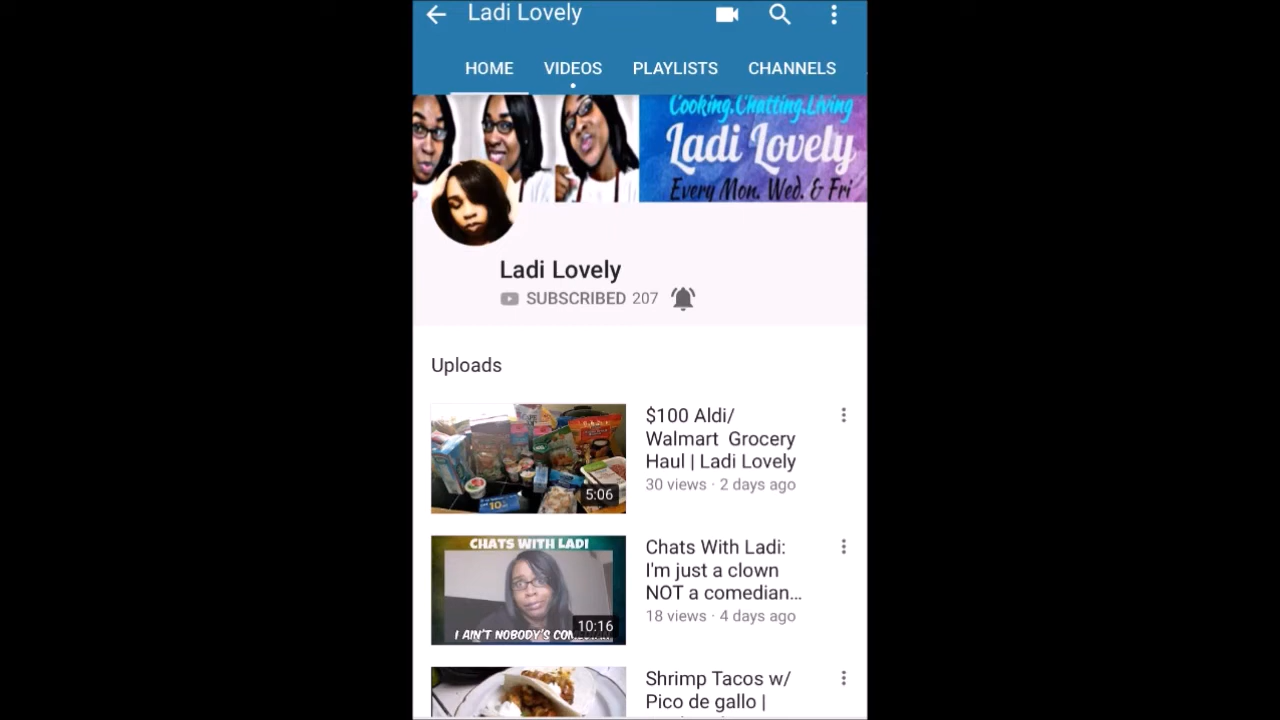 Ladi Lovely
HOME VIDEOS PLAYLISTS CHANNELS
Cooking.Chatting.Living
Ladi Lovely
Every Mon. Wed. & Fri
Ladi Lovely
SUBSCRIBED 207
Uploads
$100 Aldi/
Walmart Grocery
Haul | Ladi Lovely
30 views · 2 days ago
5:06
CHATS WITH LADI
I AIN'T NOBODY'S
10:16
Chats With Ladi:
I'm just a clown
NOT a comedian...
18 views · 4 days ago
Shrimp Tacos w/
Pico de gallo |